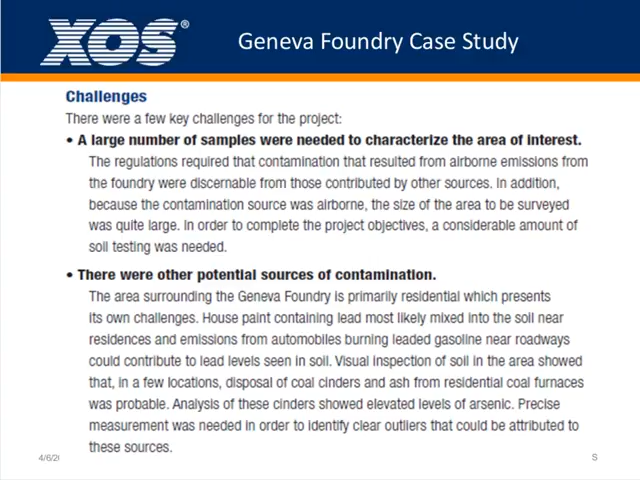 XOS®
Geneva Foundry Case Study
Challenges
There were a few key challenges for the project:
• A large number of samples were needed to characterize the area of interest.
The regulations required that contamination that resulted from airborne emissions from
the foundry were discernable from those contributed by other sources. In addition,
because the contamination source was airborne, the size of the area to be surveyed
was quite large. In order to complete the project objectives, a considerable amount of
soil testing was needed.
• There were other potential sources of contamination.
The area surrounding the Geneva Foundry is primarily residential which presents
its own challenges. House paint containing lead most likely mixed into the soil near
residences and emissions from automobiles burning leaded gasoline near roadways
could contribute to lead levels seen in soil. Visual inspection of soil in the area showed
that, in a few locations, disposal of coal cinders and ash from residential coal furnaces
was probable. Analysis of these cinders showed elevated levels of arsenic. Precise
measurement was needed in order to identify clear outliers that could be attributed to
these sources.
4/6/20
S